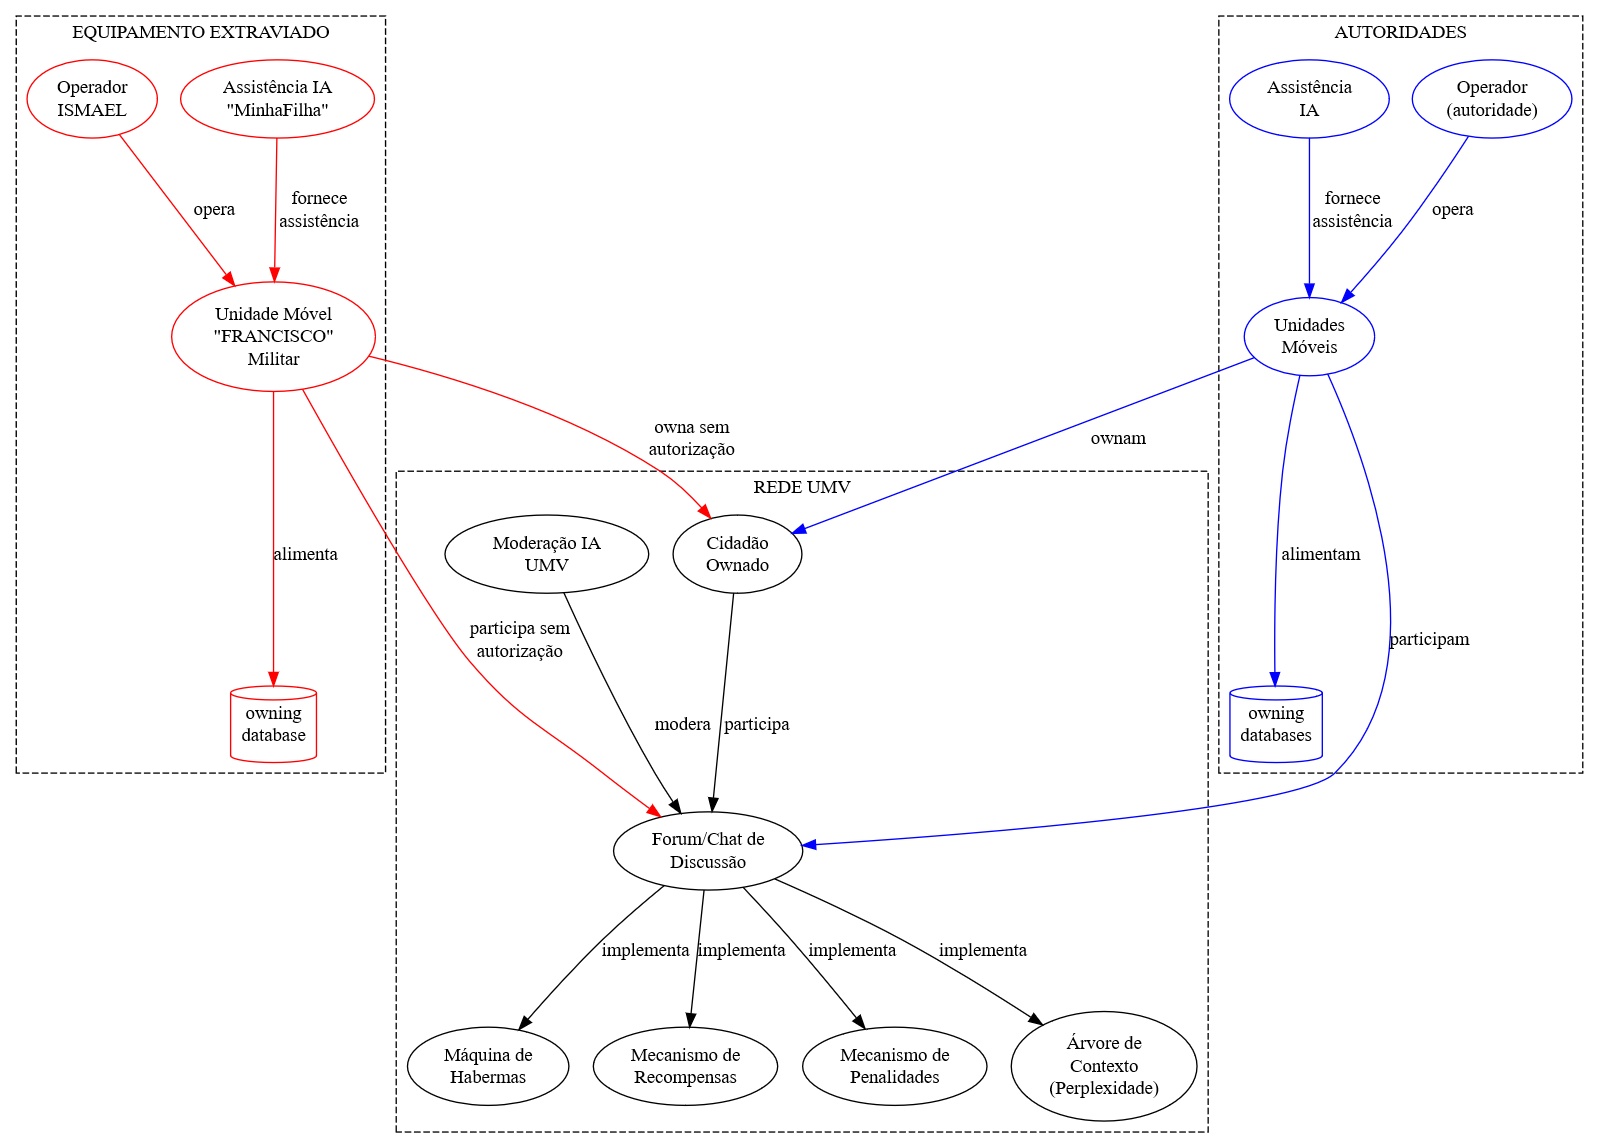 EQUIPAMENTO EXTRAVIADO
AUTORIDADES
Operador
ISMAEL
Assistência IA
"MinhaFilha"
Assistência
IA
Operador
(autoridade)
opera
fornece
assistência
fornece
assistência
opera
Unidade Móvel
"FRANCISCO"
Militar
Unidades
Móveis
owna sem
autorização
ownam
REDE UMV
Moderação IA
UMV
Cidadão
Ownado
alimenta
alimentam
participa sem
autorização
participam
owning
database
modera
participa
owning
databases
Forum/Chat de
Discussão
implementa
implementa
implementa
implementa
Máquina de
Habermas
Mecanismo de
Recompensas
Mecanismo de
Penalidades
Árvore de
Contexto
(Perplexidade)